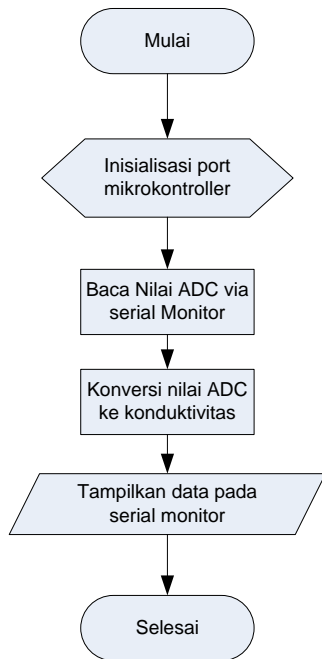 Mulai
Inisialisasi port
mikrokontroller
Baca Nilai ADC via
serial Monitor
Konversi nilai ADC
ke konduktivitas
Tampilkan data pada
serial monitor
Selesai